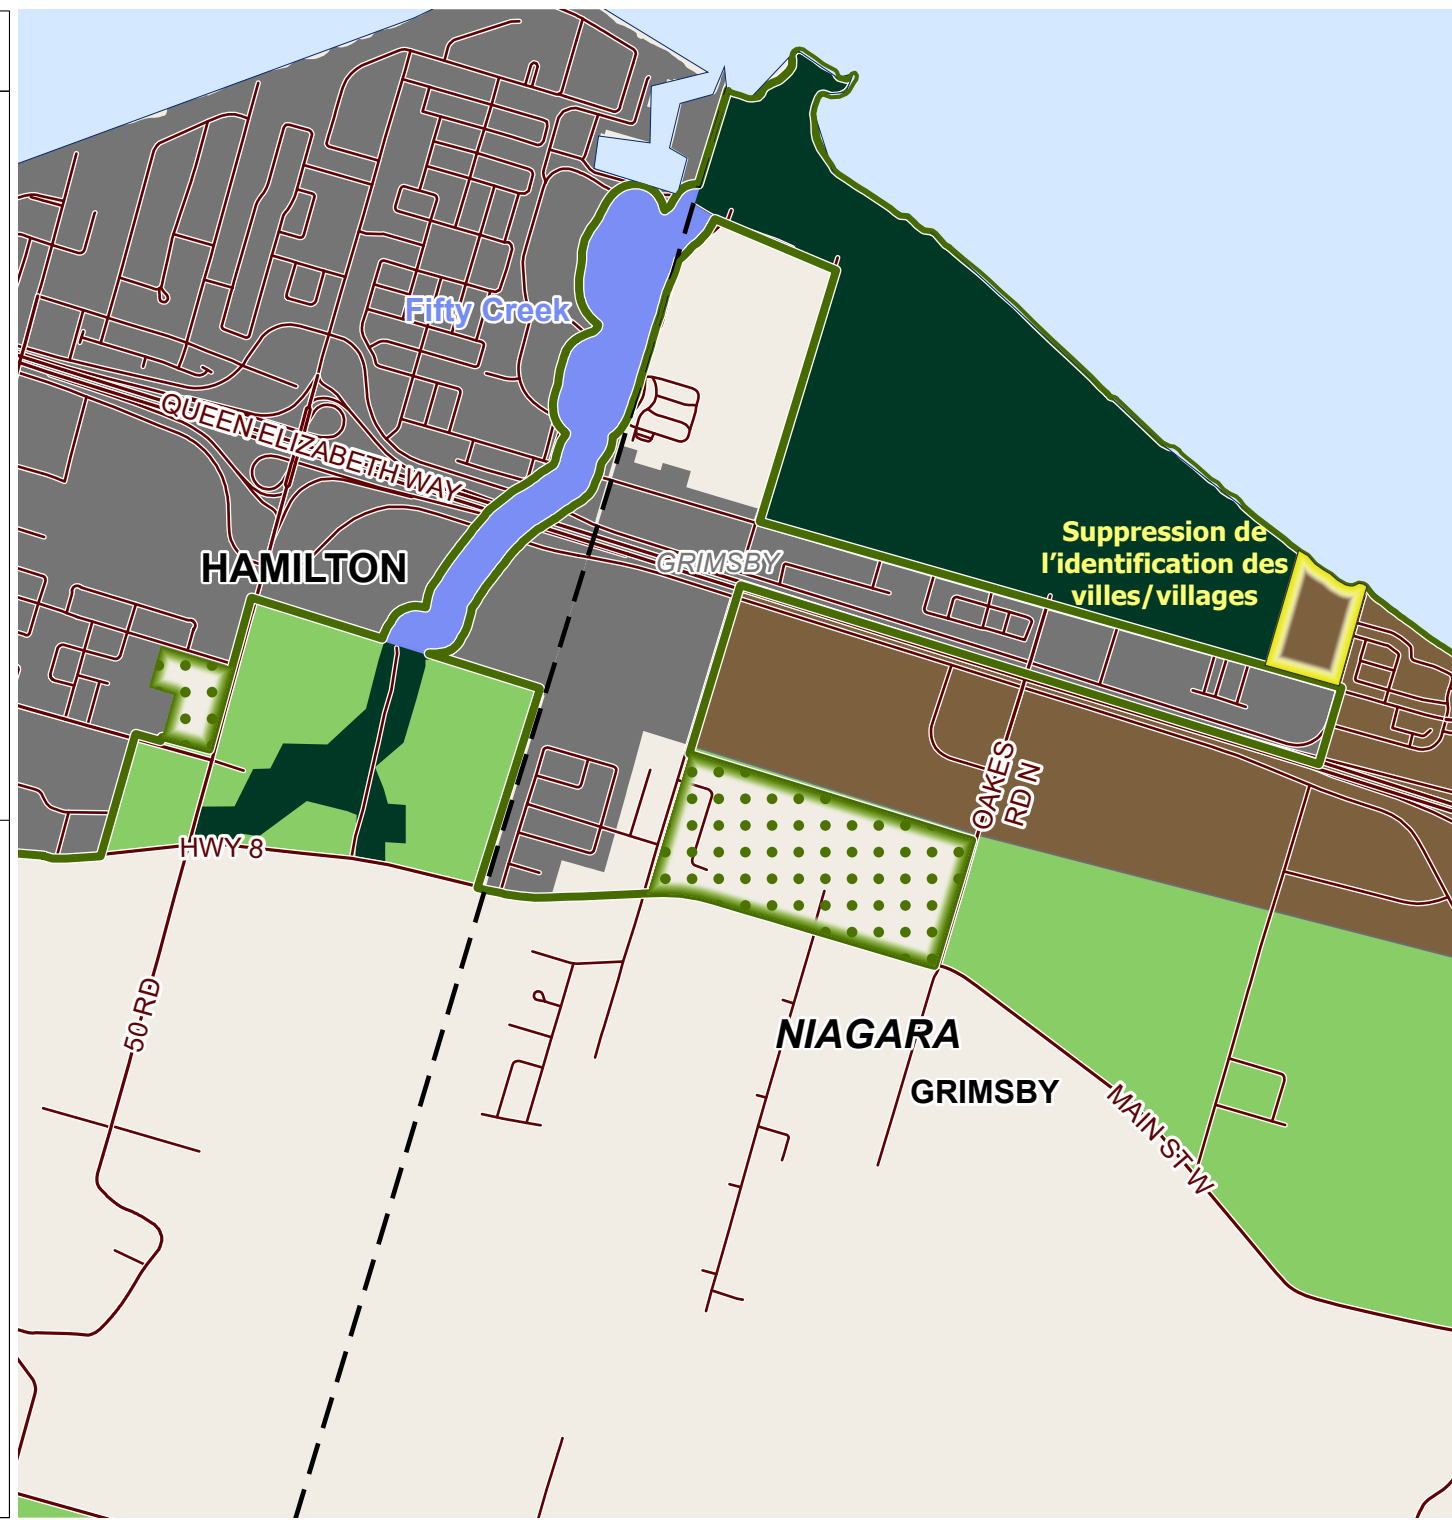 Fifty Creek
QUEEN ELIZABETH WAY
HAMILTON
GRIMSBY
Suppression de
l'identification des
villes/villages
OAKES
RD N
HWY 8
50 RD
NIAGARA
GRIMSBY
MAIN ST W